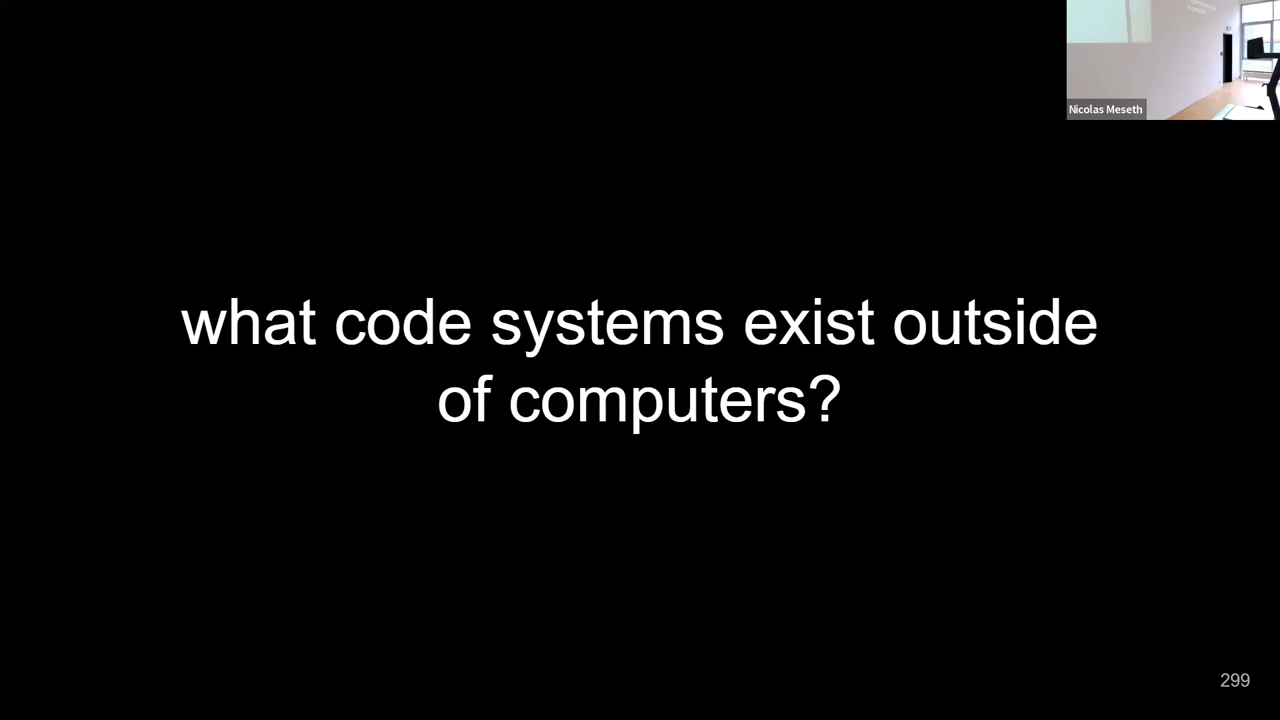 Nicolas Meseth
what code systems exist outside
of computers?
299